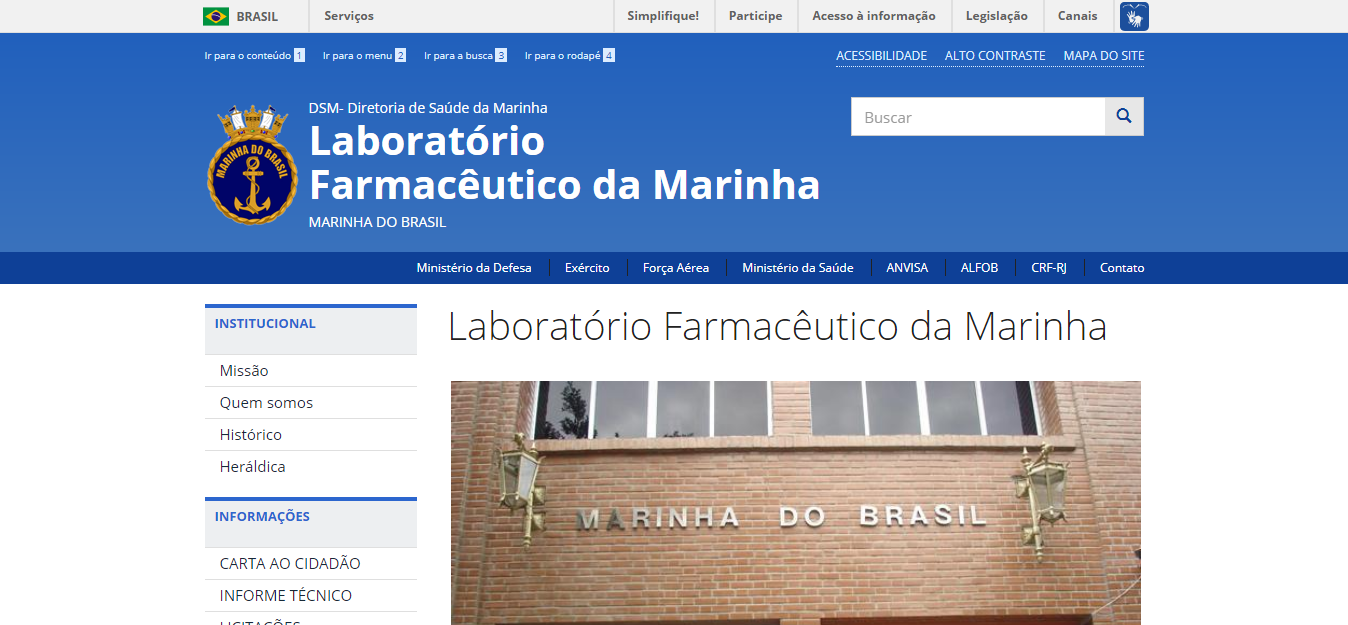 BRASIL Serviços Simplifique! Participe Acesso à informação Legislação Canais
Ir para o conteúdo 1 Ir para o menu 2 Ir para a busca 3 Ir para o rodapé 4 ACESSIBILIDADE ALTO CONTRASTE MAPA DO SITE
MARINHA DO BRASIL
DSM- Diretoria de Saúde da Marinha
Laboratório
Farmacêutico da Marinha
MARINHA DO BRASIL
Buscar
Ministério da Defesa Exército Força Aérea Ministério da Saúde ANVISA ALFOB CRF-RJ Contato
INSTITUCIONAL
Missão
Quem somos
Histórico
Heráldica
INFORMAÇÕES
CARTA AO CIDADÃO
INFORME TÉCNICO
LICITAÇÕES
Laboratório Farmacêutico da Marinha
MARINHA DO BRASIL